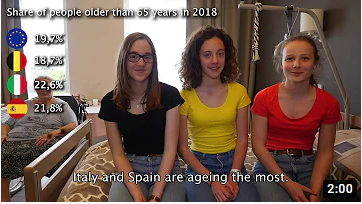 Share of people older than 65 years in 2018
19,7%
18,7%
22,6%
21,8%
Italy and Spain are ageing the most.
2:00